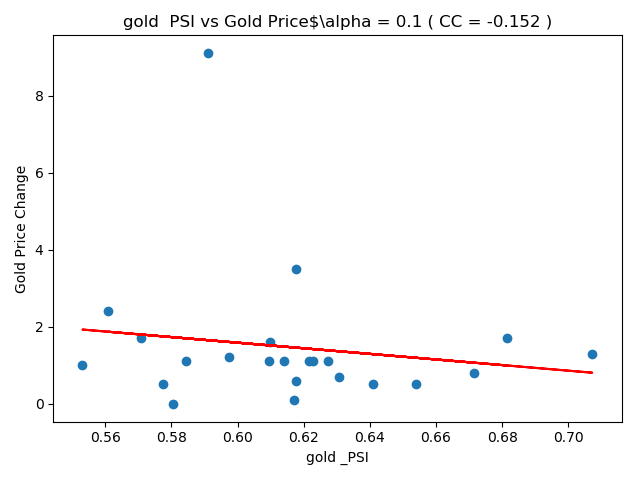 gold  PSI vs Gold Price$\alpha = 0.1 ( CC = -0.152 )
8
6
4
2
0
Gold Price Change
0.56 0.58 0.60 0.62 0.64 0.66 0.68 0.70
gold _PSI